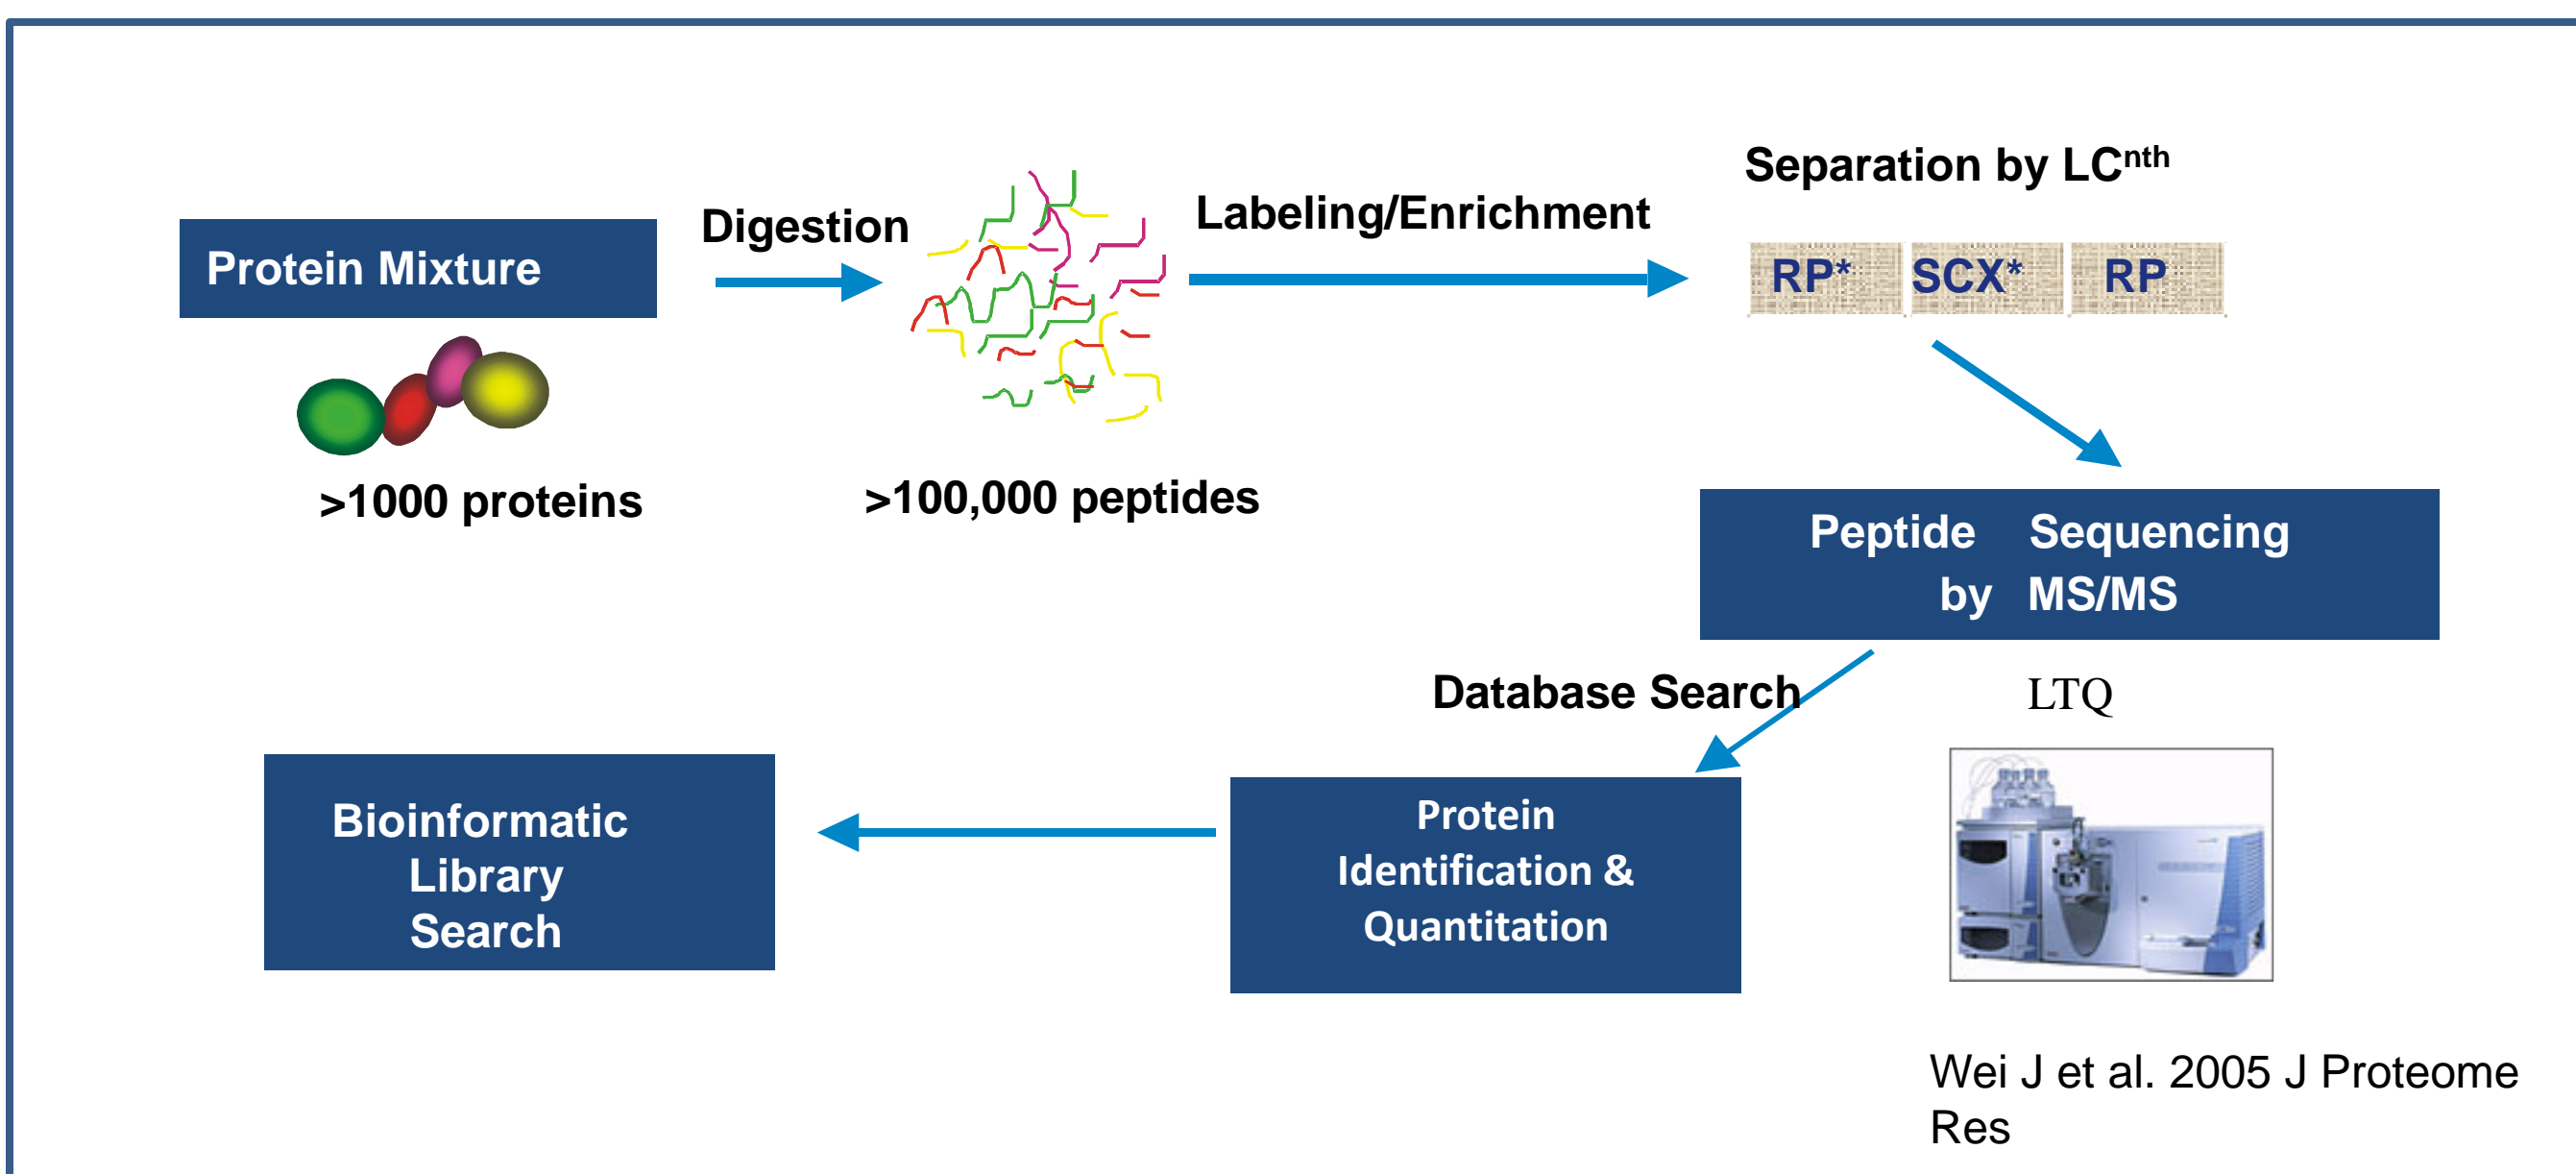 Separation by LCnth
Digestion
Labeling/Enrichment
Protein Mixture
RP* SCX* RP
>1000 proteins
>100,000 peptides
Peptide Sequencing
by MS/MS
Database Search
LTQ
Protein
Identification &
Quantitation
Bioinformatic
Library
Search
Wei J et al. 2005 J Proteome
Res